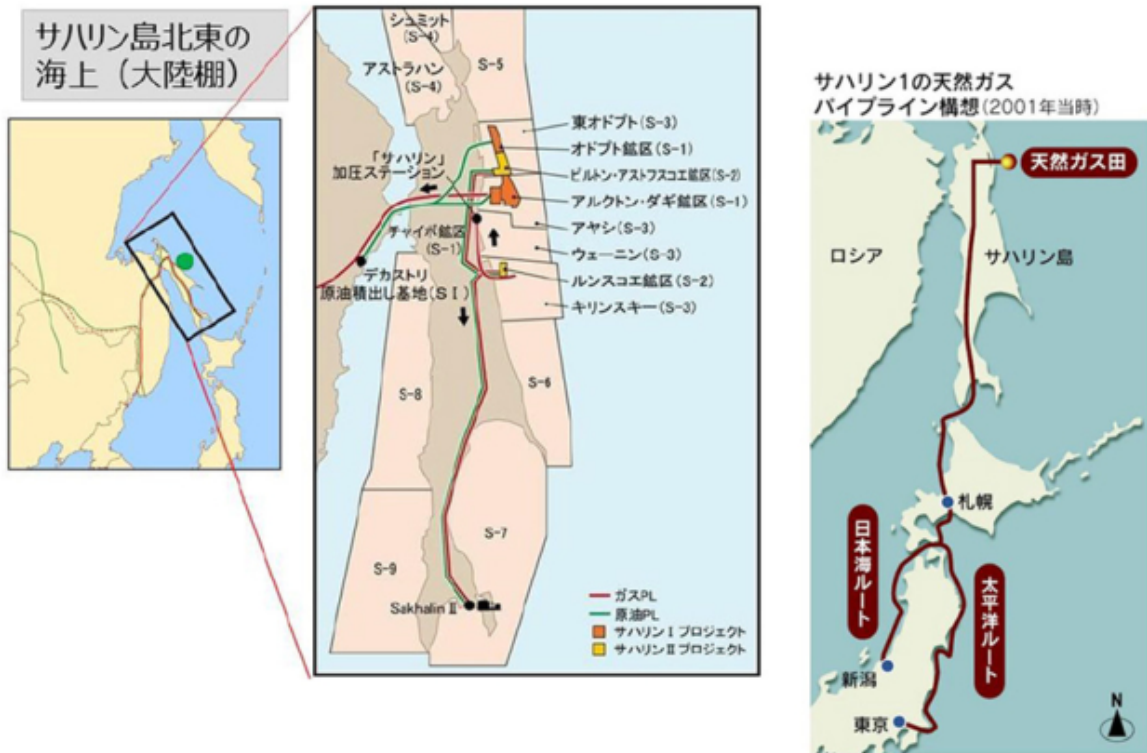 サハリン島北東の
海上（大陸棚）
シュミット
(S-4)
アストラハン
(S-4)
S-5
「サハリン」
加圧ステーション
東オドプト(S-3)
オドプト鉱区(S-1)
ピルトン・アストフスコエ鉱区(S-2)
アルクトン・ダギ鉱区(S-1)
チャイボ鉱区
(S-1)
アヤシ(S-3)
ウェーニン(S-3)
デカストリ
原油積出し基地(SⅠ)
ルンスコエ鉱区(S-2)
キリンスキー(S-3)
S-8
S-6
S-7
S-9
SakhalinⅡ
ガスPL
原油PL
サハリンⅠプロジェクト
サハリンⅡプロジェクト
サハリン1の天然ガス
パイプライン構想(2001年当時)
天然ガス田
ロシア
サハリン島
札幌
日本海ルート
太平洋ルート
新潟
東京
N